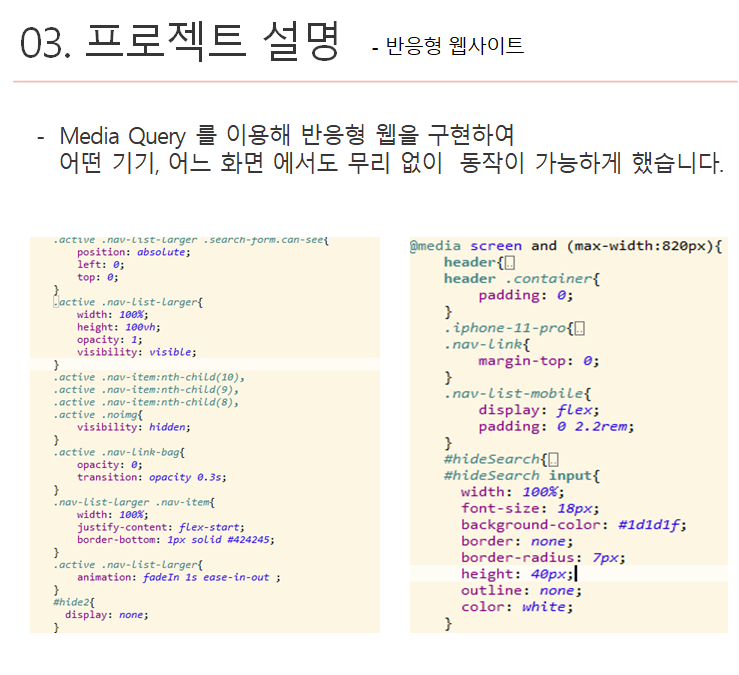 03. 프로젝트 설명 - 반응형 웹사이트
- Media Query 를 이용해 반응형 웹을 구현하여
어떤 기기, 어느 화면 에서도 무리 없이 동작이 가능하게 했습니다.
.active .nav-list-larger .search-form.can-see{
position: absolute;
left: 0;
top: 0;
}
.active .nav-list-larger{
width: 100%;
height: 100vh;
opacity: 1;
visibility: visible;
}
.active .nav-item:nth-child(10),
.active .nav-item:nth-child(9),
.active .nav-item:nth-child(8),
.active .noimg{
visibility: hidden;
}
.active .nav-link-bag{
opacity: 0;
transition: opacity 0.3s;
}
.nav-list-larger .nav-item{
width: 100%;
justify-content: flex-start;
border-bottom: 1px solid #424245;
}
.active .nav-list-larger{
animation: fadeIn 1s ease-in-out ;
}
#hide2{
display: none;
}
@media screen and (max-width:820px){
header{..
header .container{
padding: 0;
}
.iphone-11-pro{..
.nav-link{
margin-top: 0;
}
.nav-list-mobile{
display: flex;
padding: 0 2.2rem;
}
#hideSearch{..
#hideSearch input{
width: 100%;
font-size: 18px;
background-color: #1d1d1f;
border: none;
border-radius: 7px;
height: 40px;
outline: none;
color: white;
}